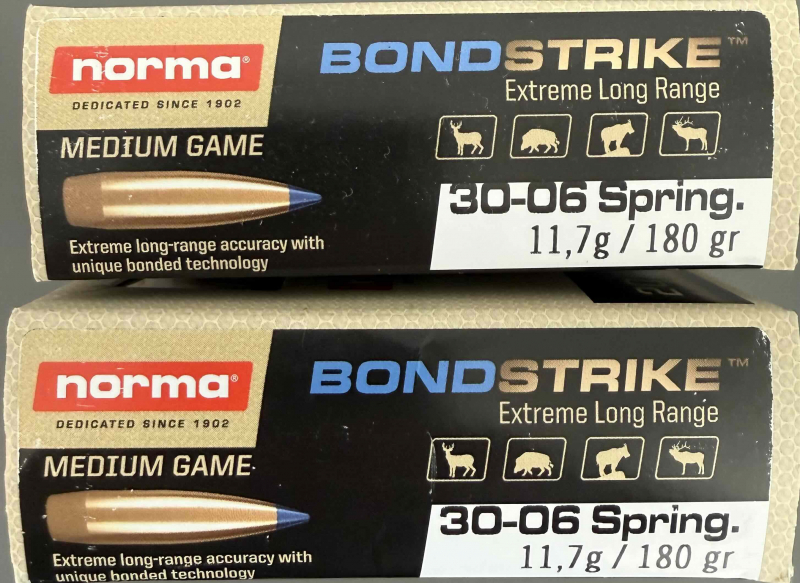 norma®
DEDICATED SINCE 1902
BONDSTRIKE™
Extreme Long Range
MEDIUM GAME
30-06 Spring.
11,7g / 180 gr
Extreme long-range accuracy with
unique bonded technology
norma®
DEDICATED SINCE 1902
BONDSTRIKE™
Extreme Long Range
MEDIUM GAME
30-06 Spring.
11,7g / 180 gr
Extreme long-range accuracy with
unique bonded technology